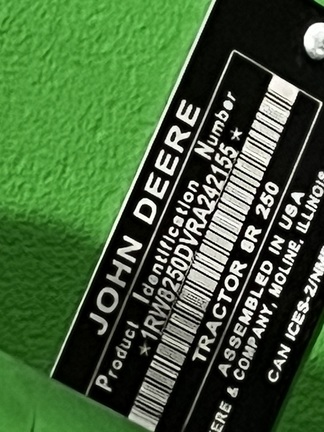 JOHN DEERE
Product Identification Number
*1RW8250DVRA242155*
TRACTOR 8R 250
ASSEMBLED IN USA
ERE & COMPANY, MOLINE, ILLINOIS
CAN ICES-2/NMB